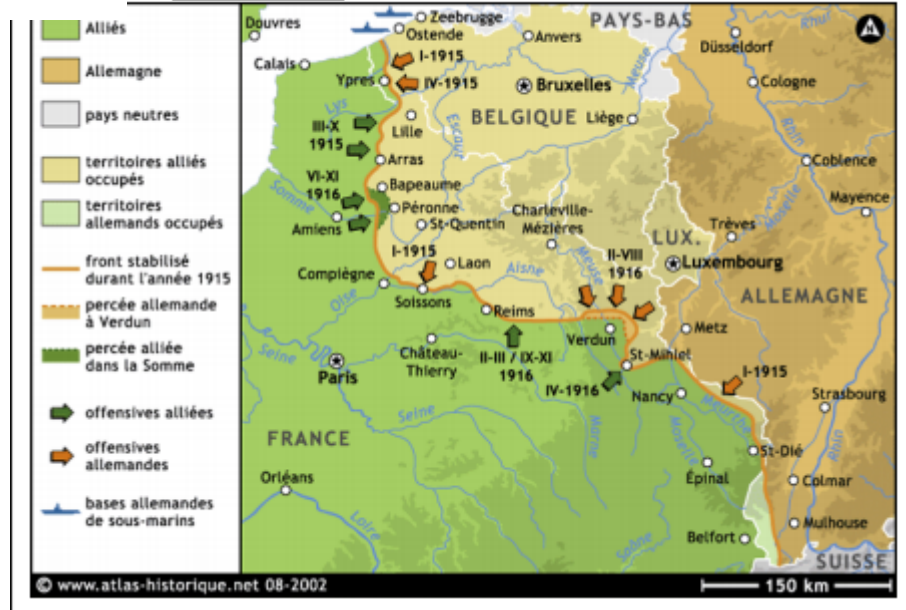 Alliés
Allemagne
pays neutres
territoires alliés
occupés
territoires
allemands occupés
front stabilisé
durant l'année 1915
percée allemande
à Verdun
percée alliée
dans la Somme
offensives alliées
offensives
allemandes
bases allemandes
de sous-marins
Douvres
Zeebrugge
Ostende
PAYS-BAS
Anvers
Ruhr
Düsseldorf
Calais
I-1915
Ypres
IV-1915
Bruxelles
Meuse
Cologne
Lys
Lille
Escaut
BELGIQUE
Liège
Rhin
III-X
1915
Arras
Coblence
VI-XI
1916
Bapeaume
Somme
Péronne
Amiens
St-Quentin
Charleville-
Mézières
Moselle
Mayence
Trèves
LUX.
Luxembourg
I-1915
Laon
Aisne
Meuse
II-VIII
1916
Compiègne
Oise
Soissons
Reims
ALLEMAGNE
Verdun
Metz
Seine
Paris
Château-
Thierry
II-III / IX-XI
1916
St-Mihiel
IV-1916
Nancy
I-1915
Meurthe
Strasbourg
Seine
Marne
Moselle
Rhin
FRANCE
St-Dié
Orléans
Épinal
Colmar
Loire
Saône
Belfort
Mulhouse
SUISSE
© www.atlas-historique.net 08-2002
150 km